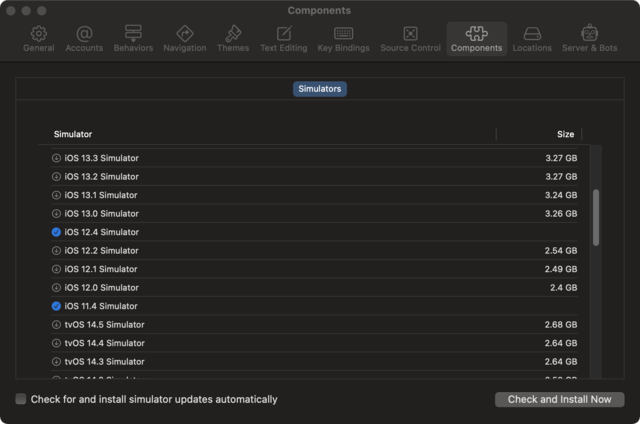 Components
General Accounts Behaviors Navigation Themes Text Editing Key Bindings Source Control Components Locations Server & Bots
Simulators
Simulator Size
iOS 13.3 Simulator 3.27 GB
iOS 13.2 Simulator 3.27 GB
iOS 13.1 Simulator 3.24 GB
iOS 13.0 Simulator 3.26 GB
iOS 12.4 Simulator
iOS 12.2 Simulator 2.54 GB
iOS 12.1 Simulator 2.49 GB
iOS 12.0 Simulator 2.4 GB
iOS 11.4 Simulator
tvOS 14.5 Simulator 2.68 GB
tvOS 14.4 Simulator 2.64 GB
tvOS 14.3 Simulator 2.64 GB
Check for and install simulator updates automatically Check and Install Now